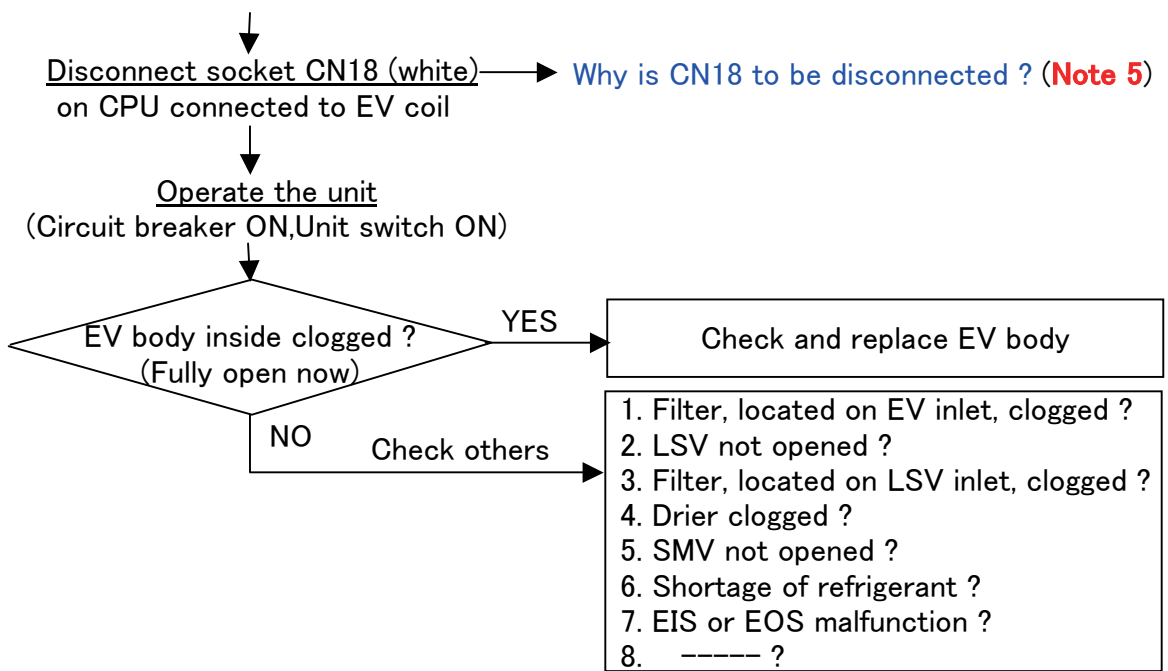 Disconnect socket CN18 (white)
on CPU connected to EV coil
Why is CN18 to be disconnected ? (Note 5)
Operate the unit
(Circuit breaker ON,Unit switch ON)
EV body inside clogged ?
(Fully open now)
YES
Check and replace EV body
NO
Check others
1. Filter, located on EV inlet, clogged ?
2. LSV not opened ?
3. Filter, located on LSV inlet, clogged ?
4. Drier clogged ?
5. SMV not opened ?
6. Shortage of refrigerant ?
7. EIS or EOS malfunction ?
8. ----- ?